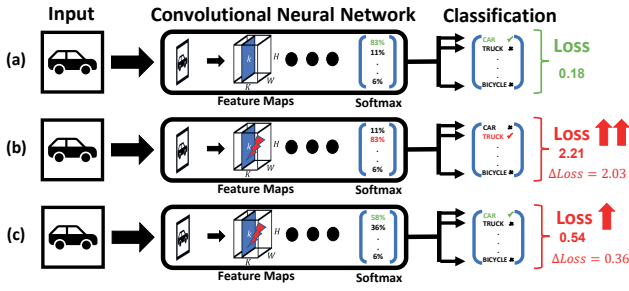 Input Convolutional Neural Network Classification
(a)
k
H
W
K
Feature Maps
83%
11%
.
.
6%
Softmax
CAR ✓
TRUCK ✖
.
.
.
BICYCLE ✖
Loss
0.18
(b)
k
H
W
K
Feature Maps
11%
83%
.
.
6%
Softmax
CAR ✖
TRUCK ✓
.
.
.
BICYCLE ✖
Loss
2.21
ΔLoss = 2.03
(c)
k
H
W
K
Feature Maps
58%
36%
.
.
6%
Softmax
CAR ✓
TRUCK ✖
.
.
.
BICYCLE ✖
Loss
0.54
ΔLoss = 0.36